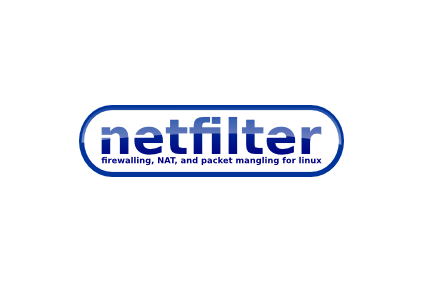 netfilter
firewalling, NAT, and packet mangling for linux